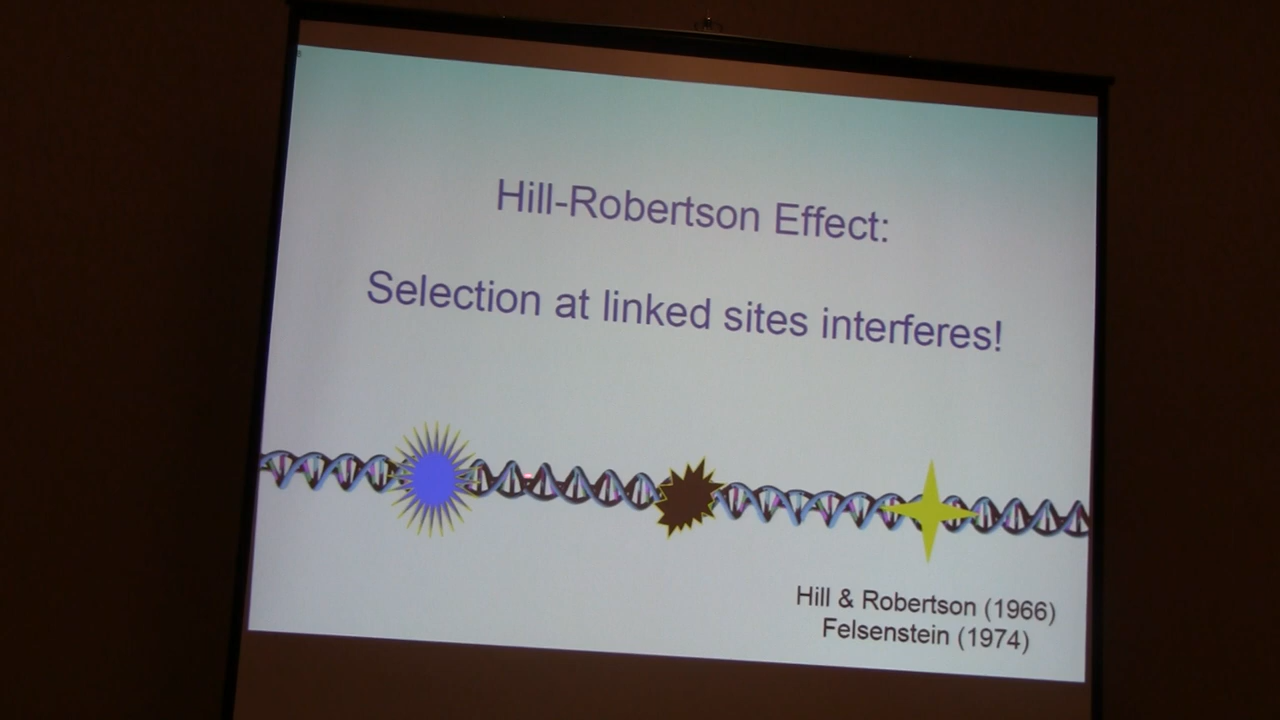 Hill-Robertson Effect:
Selection at linked sites interferes!
Hill & Robertson (1966)
Felsenstein (1974)